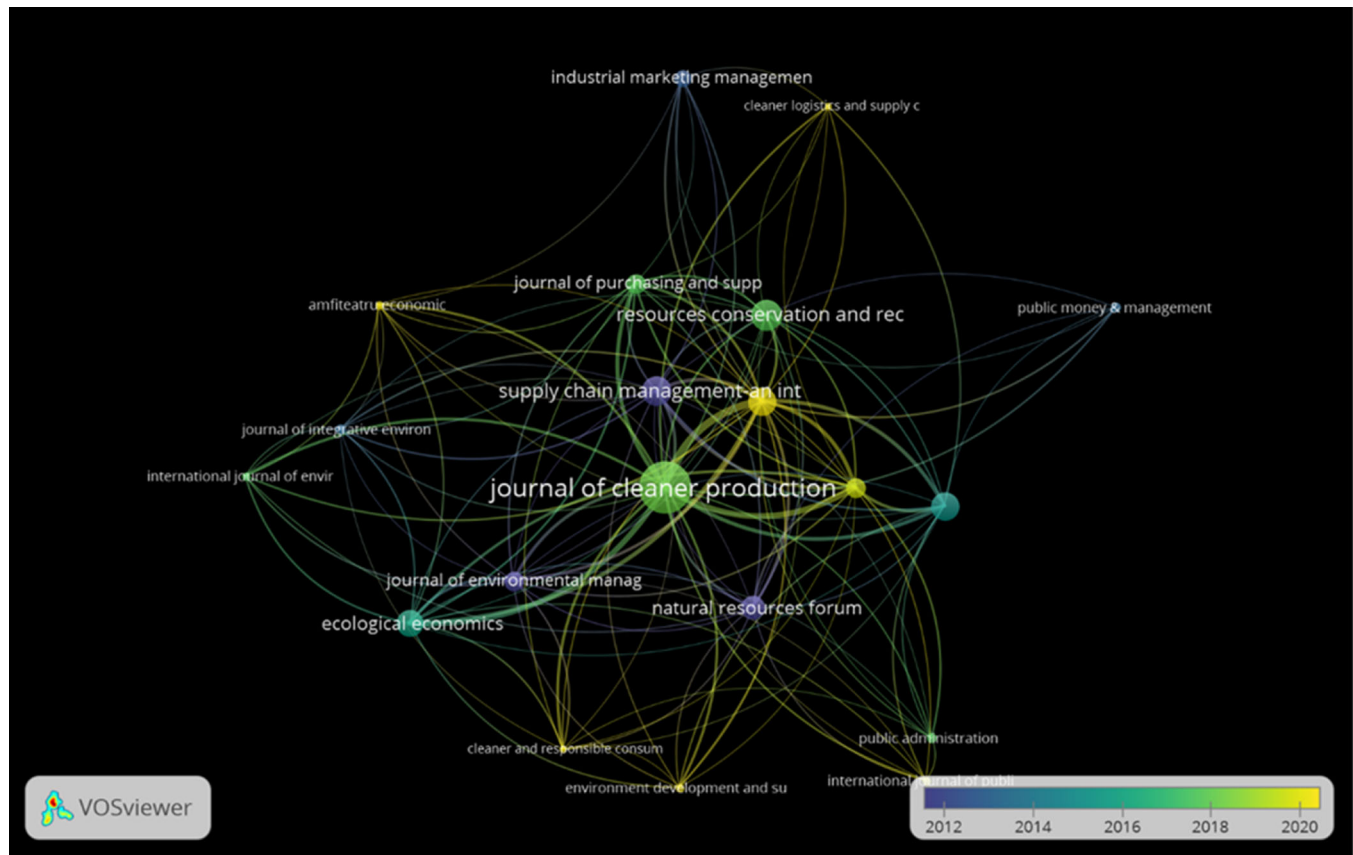 industrial marketing managemen
cleaner logistics and supply c
journal of purchasing and supp
amfiteatru economic
public money & management
resources conservation and rec
supply chain management-an int
journal of integrative environ
international journal of envir
journal of cleaner production
journal of environmental manag
natural resources forum
ecological economics
public administration
cleaner and responsible consum
international journal of publi
environment development and su
VOSviewer
2012 2014 2016 2018 2020